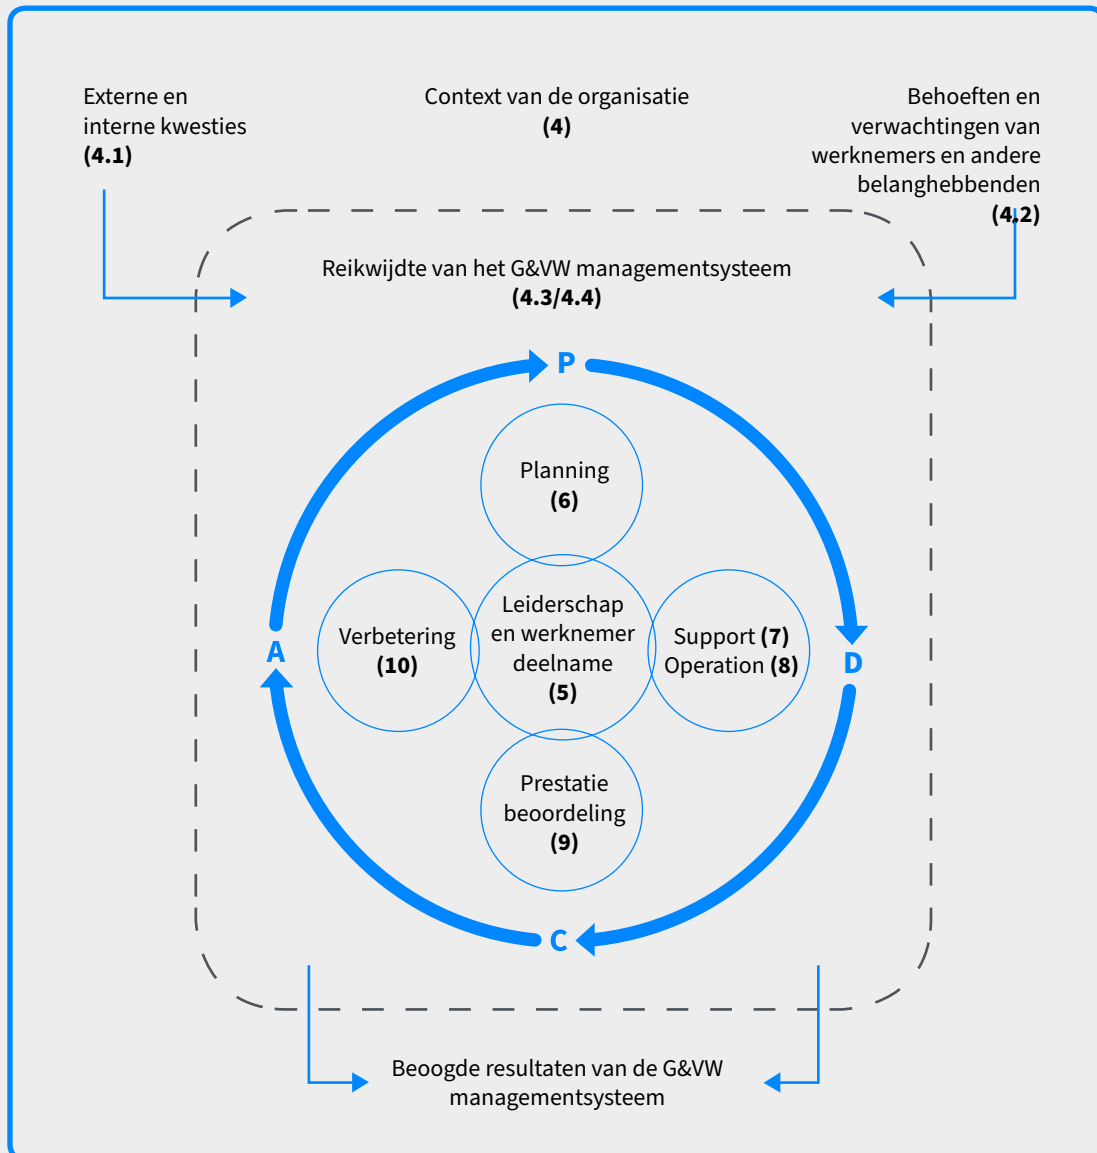 Externe en
interne kwesties
(4.1)
Context van de organisatie
(4)
Behoeften en
verwachtingen van
werknemers en andere
belanghebbenden
(4.2)
Reikwijdte van het G&VW managementsysteem
(4.3/4.4)
P
Planning
(6)
Leiderschap
en werknemer
deelname
(5)
Verbetering
(10)
Support (7)
Operation (8)
A
D
Prestatie
beoordeling
(9)
C
Beoogde resultaten van de G&VW
managementsysteem